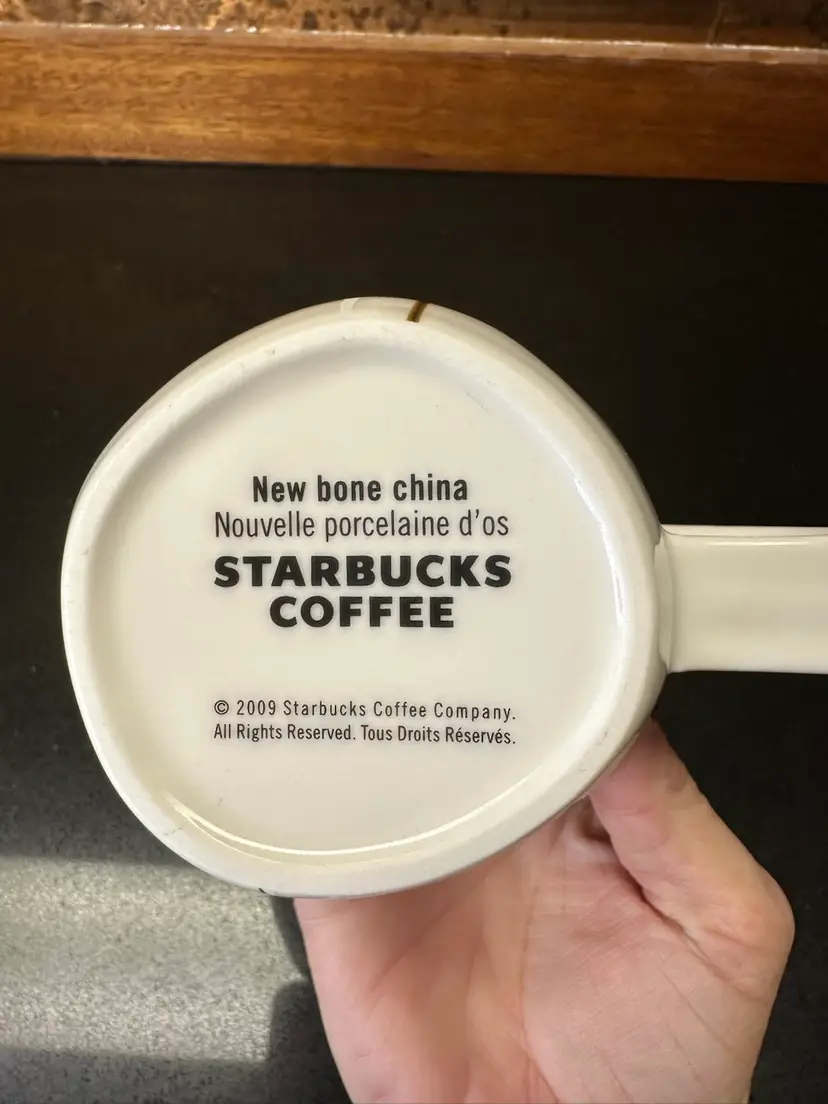 New bone china
Nouvelle porcelaine d'os
STARBUCKS
COFFEE
© 2009 Starbucks Coffee Company.
All Rights Reserved. Tous Droits Réservés.